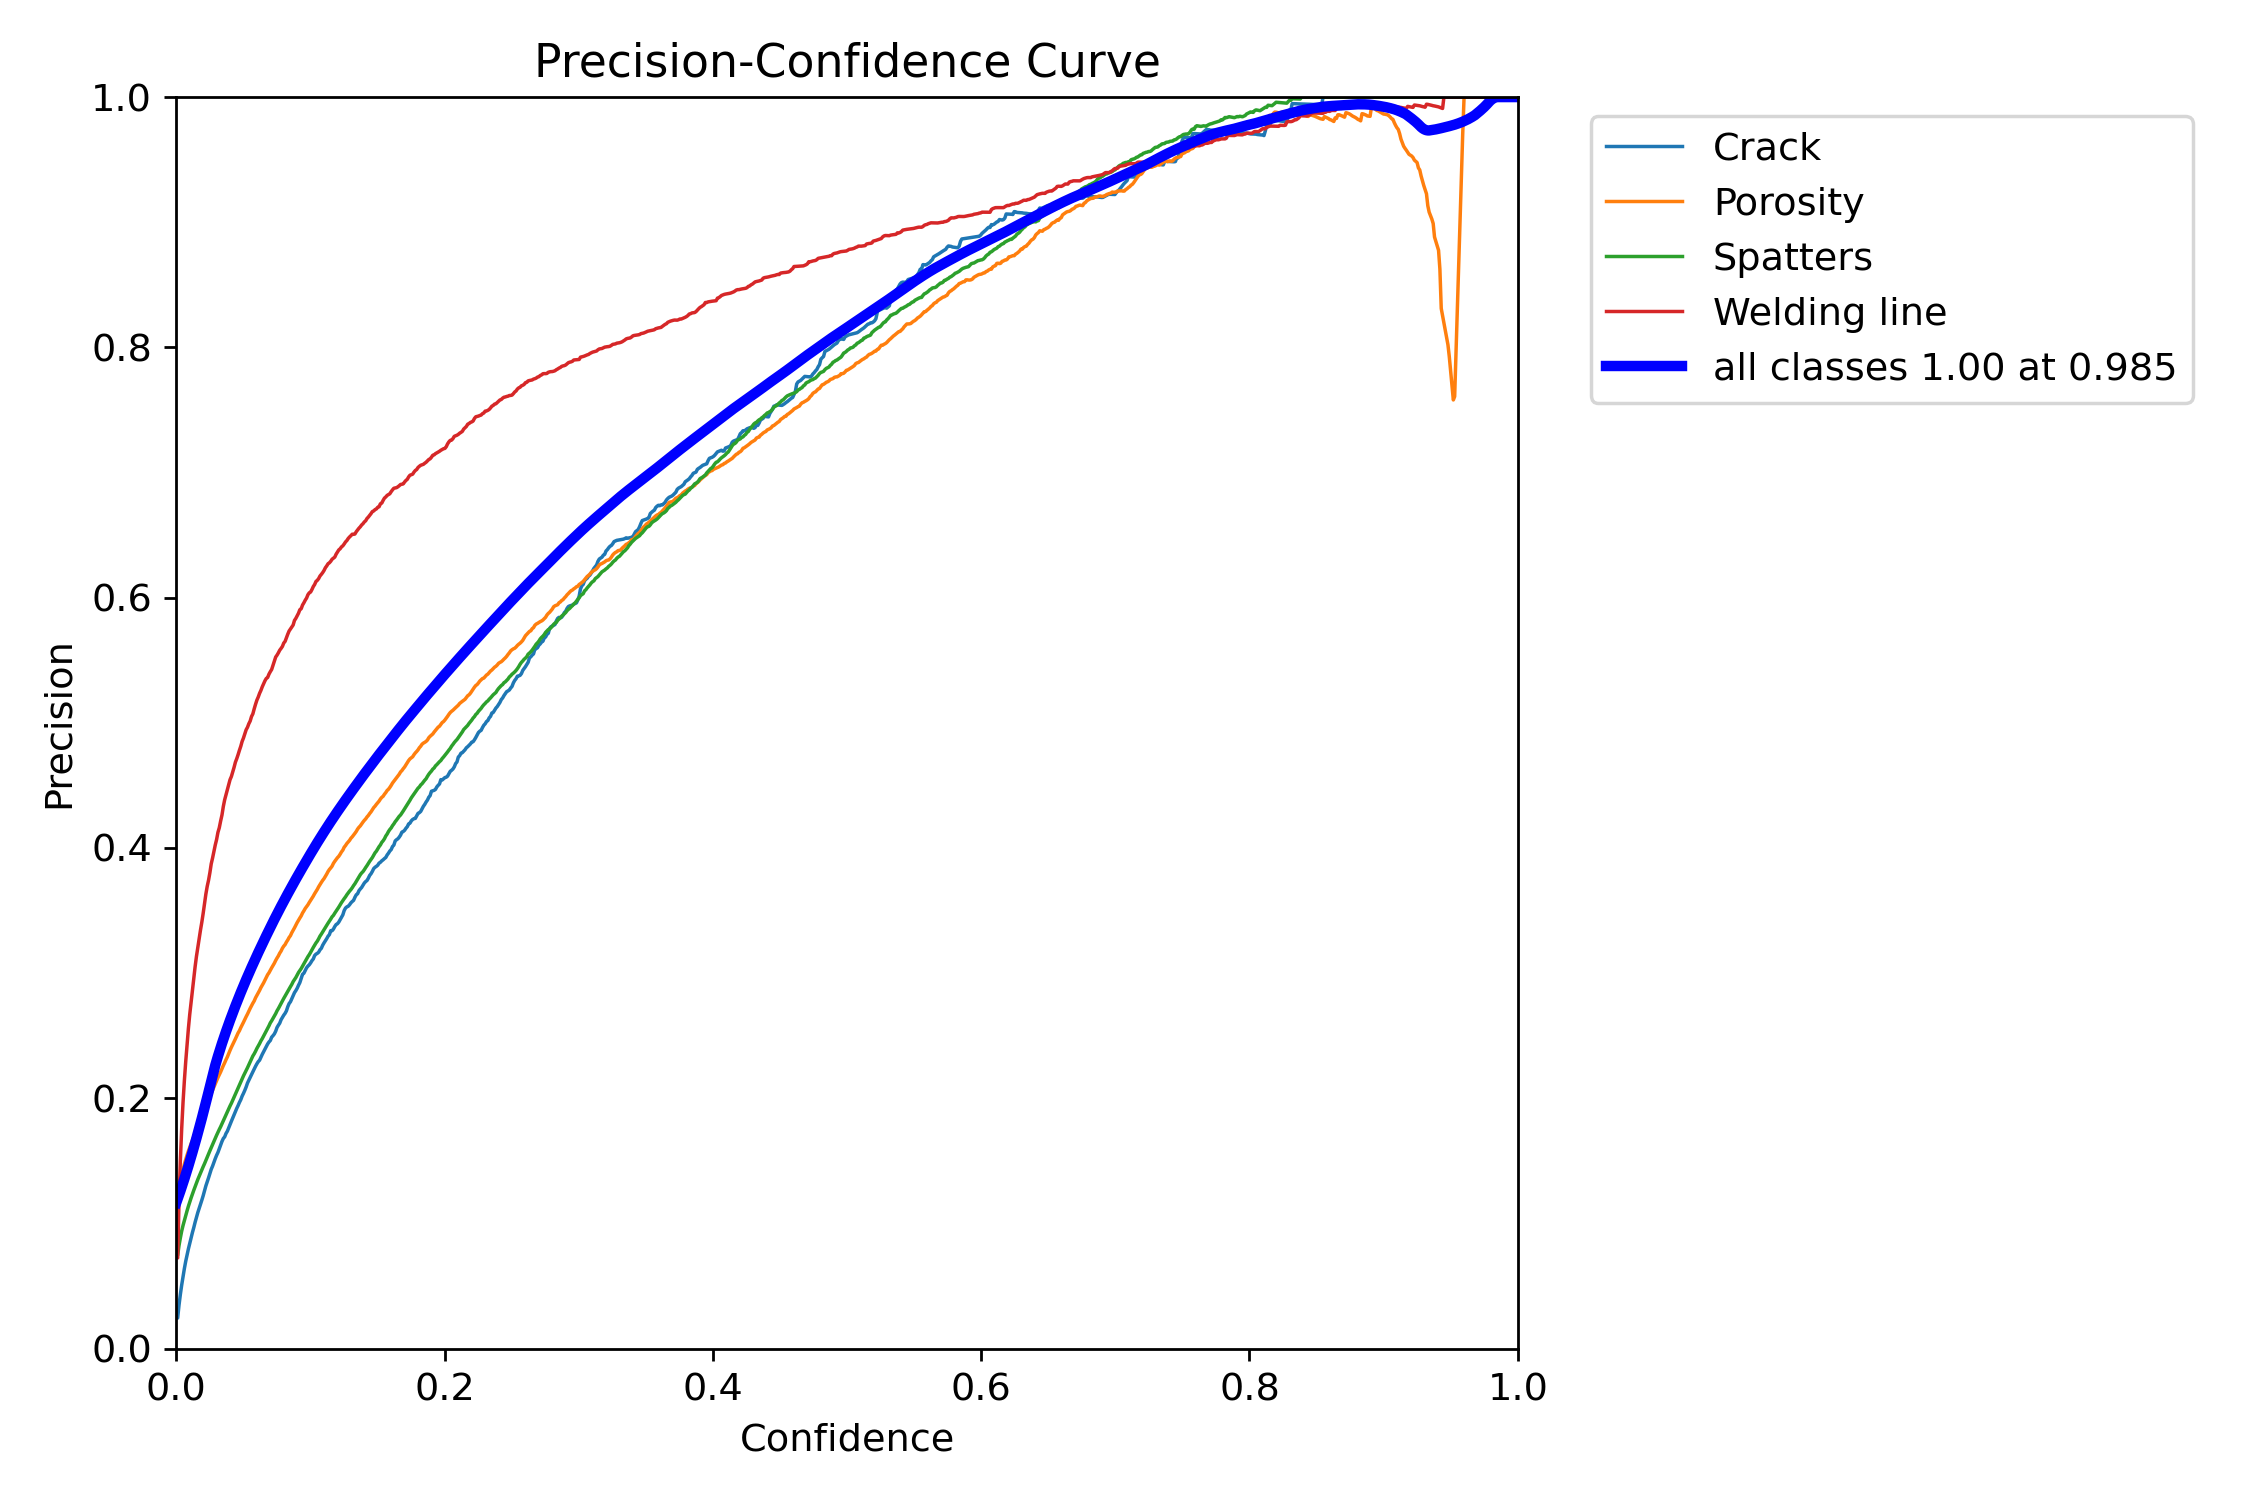 Precision-Confidence Curve
1.0
0.8
0.6
0.4
0.2
0.0
Precision
0.0 0.2 0.4 0.6 0.8 1.0
Confidence
Crack
Porosity
Spatters
Welding line
all classes 1.00 at 0.985